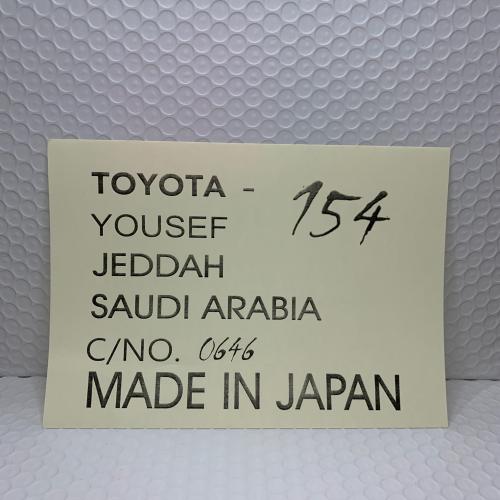 TOYOTA - 154
YOUSEF
JEDDAH
SAUDI ARABIA
C/NO. 0646
MADE IN JAPAN